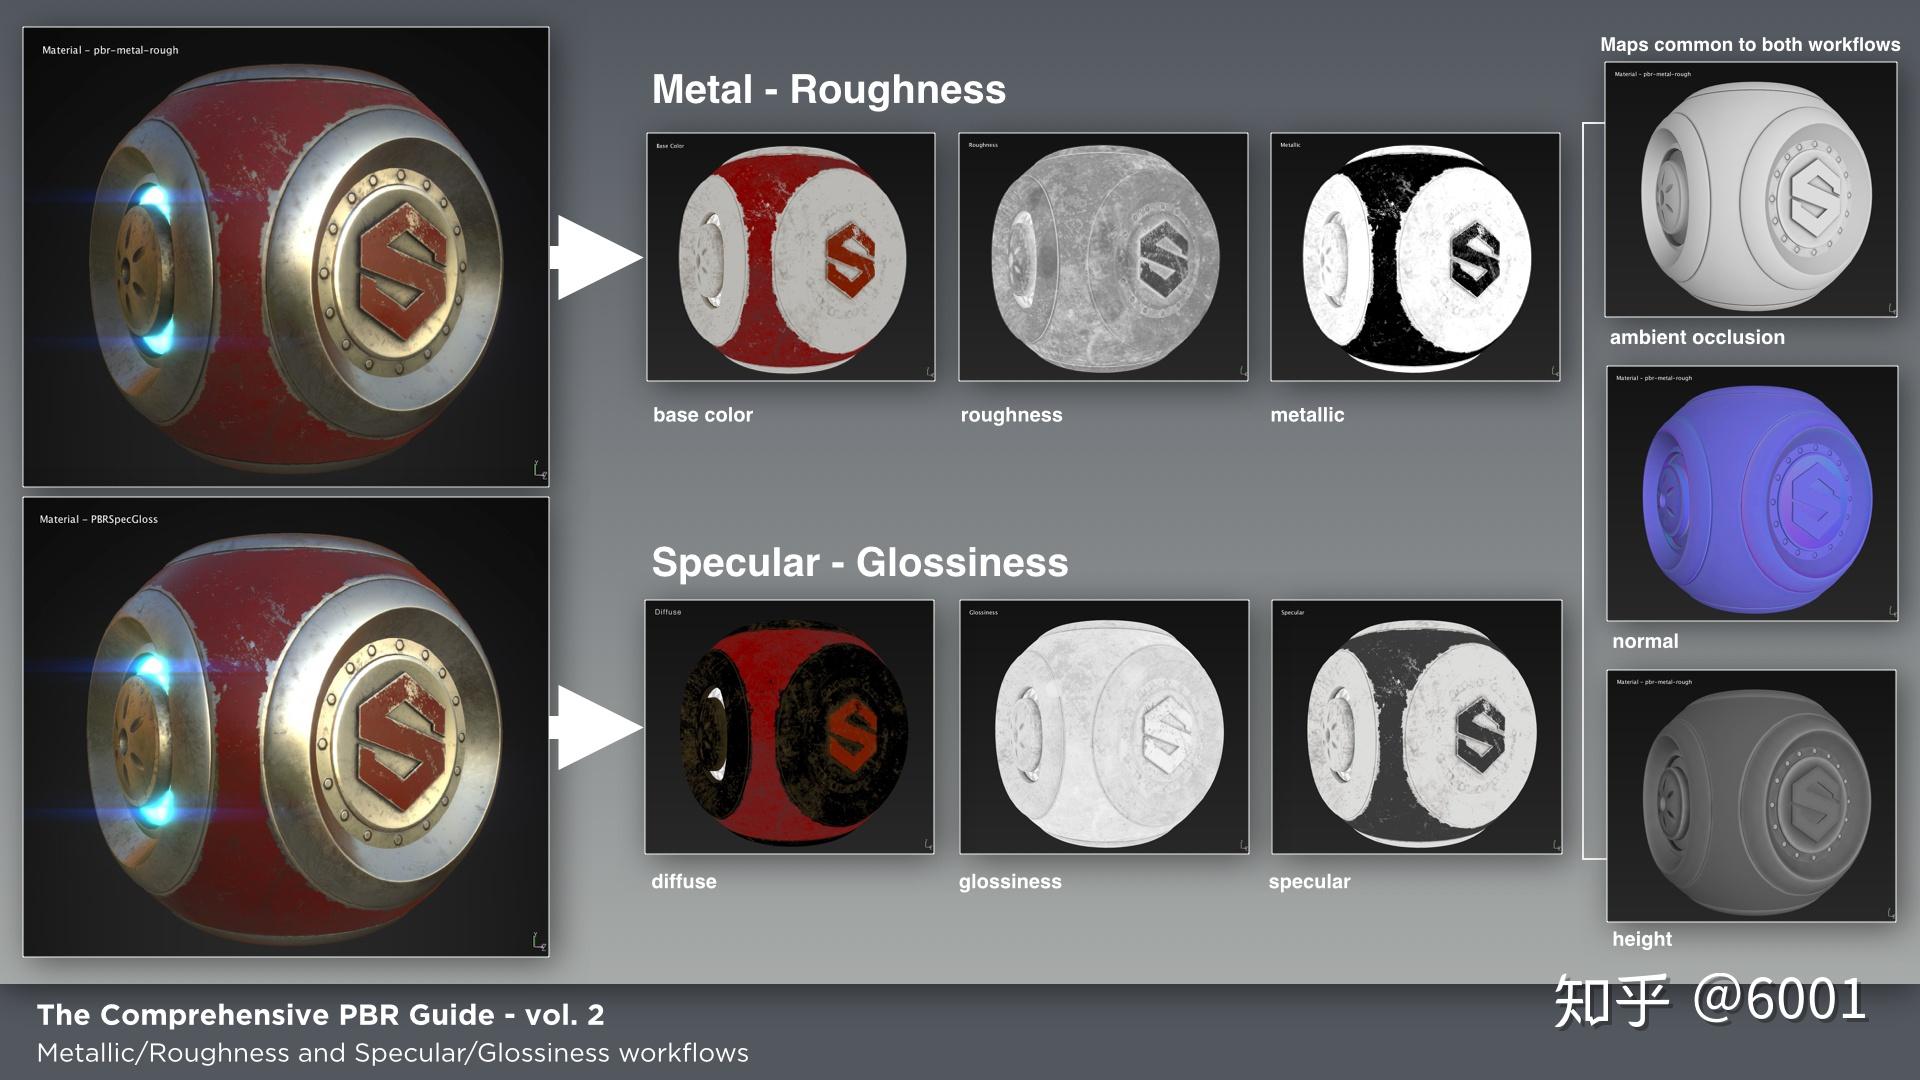 Material - pbr-metal-rough
Metal - Roughness
Base Color
Roughness
Metallic
base color
roughness
metallic
Material - PBRSpecGloss
Specular - Glossiness
Diffuse
Glossiness
Specular
diffuse
glossiness
specular
Maps common to both workflows
Material - pbr-metal-rough
ambient occlusion
Material - pbr-metal-rough
normal
Material - pbr-metal-rough
height
The Comprehensive PBR Guide - vol. 2
Metallic/Roughness and Specular/Glossiness workflows
知乎 @6001